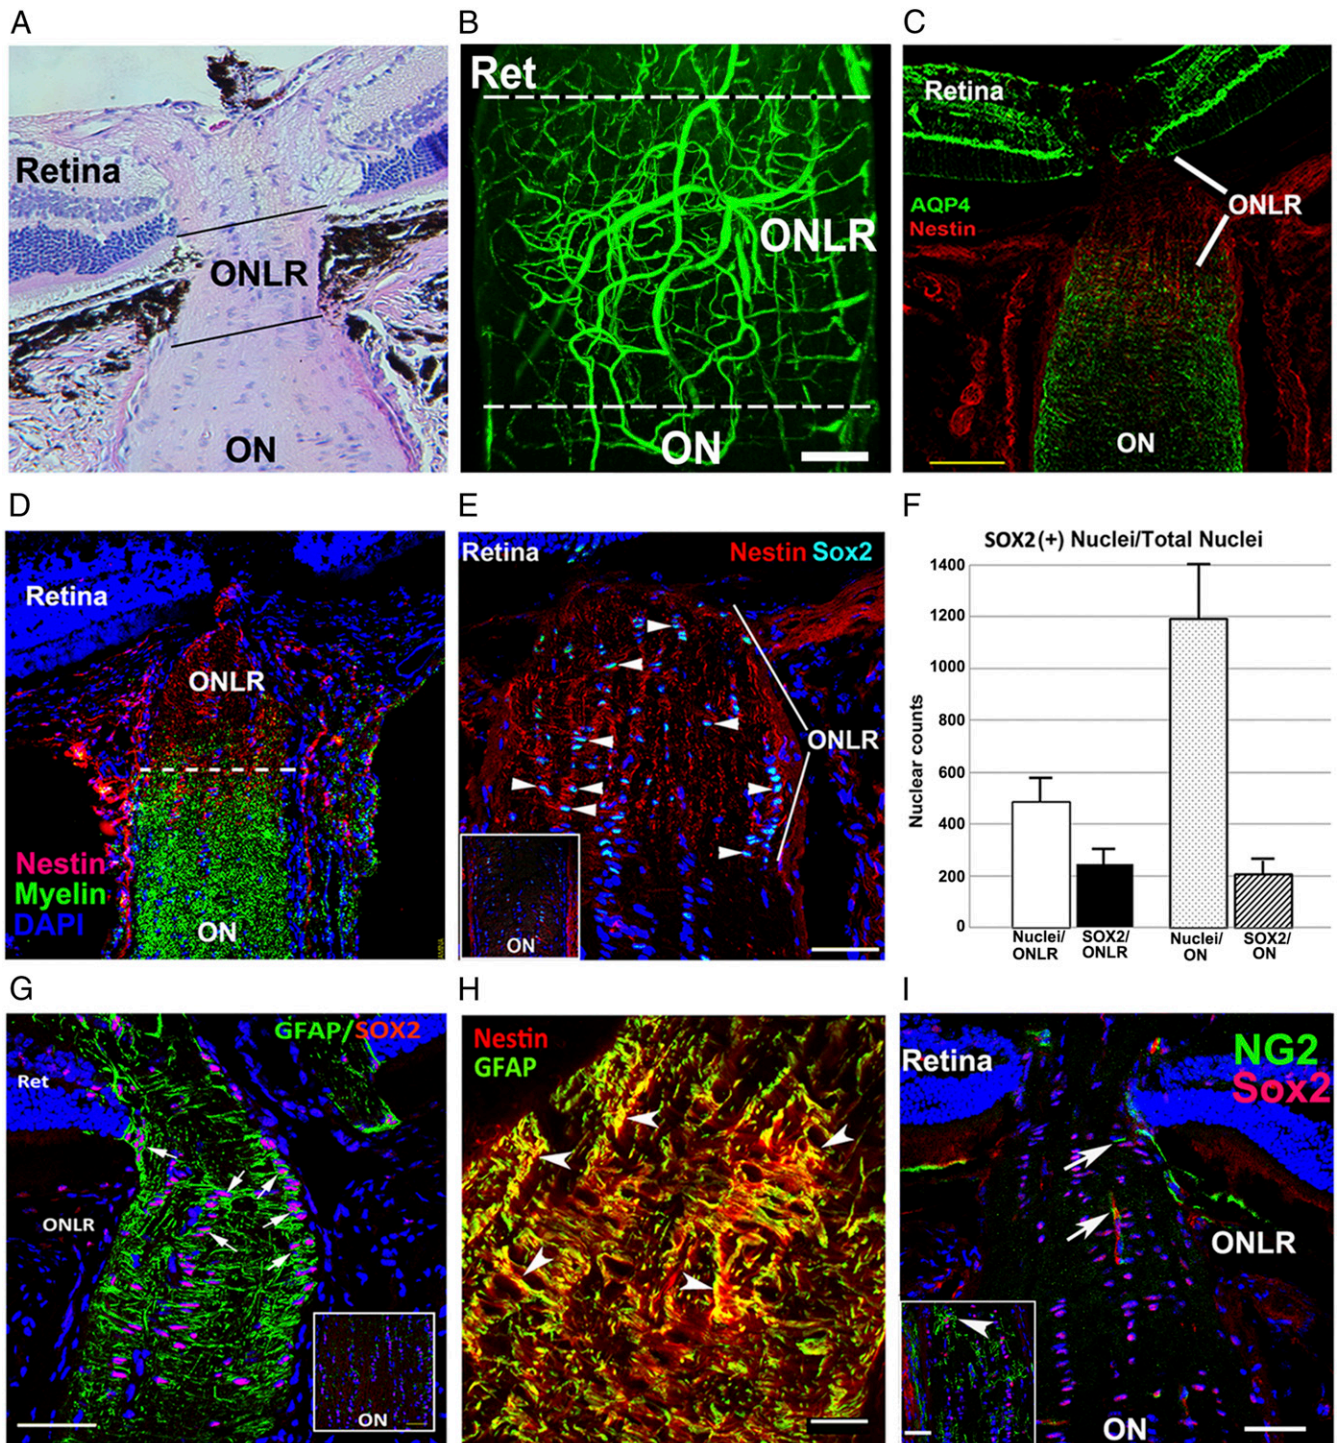 A
Retina
ONLR
ON
B
Ret
ONLR
ON
C
Retina
AQP4
Nestin
ONLR
ON
D
Retina
ONLR
Nestin
Myelin
DAPI
ON
E
Retina
Nestin Sox2
ONLR
ON
F
SOX2(+) Nuclei/Total Nuclei
Nuclear counts
1400
1200
1000
800
600
400
200
0
Nuclei/
ONLR
SOX2/
ONLR
Nuclei/
ON
SOX2/
ON
G
GFAP/SOX2
Ret
ONLR
ON
H
Nestin
GFAP
I
Retina
NG2
Sox2
ONLR
ON